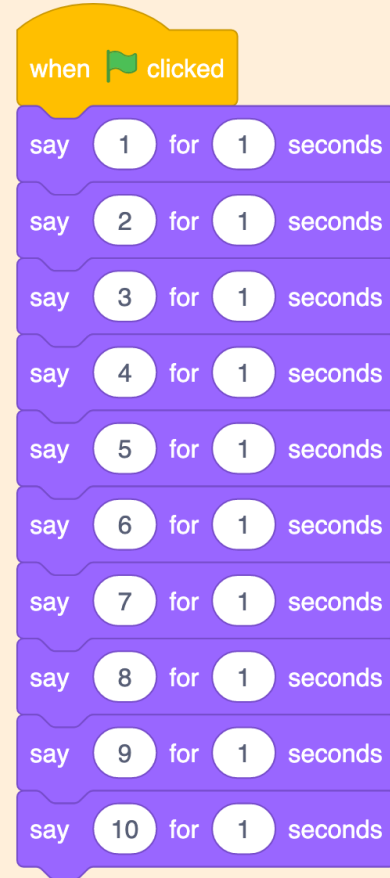 when clicked
say 1 for 1 seconds
say 2 for 1 seconds
say 3 for 1 seconds
say 4 for 1 seconds
say 5 for 1 seconds
say 6 for 1 seconds
say 7 for 1 seconds
say 8 for 1 seconds
say 9 for 1 seconds
say 10 for 1 seconds